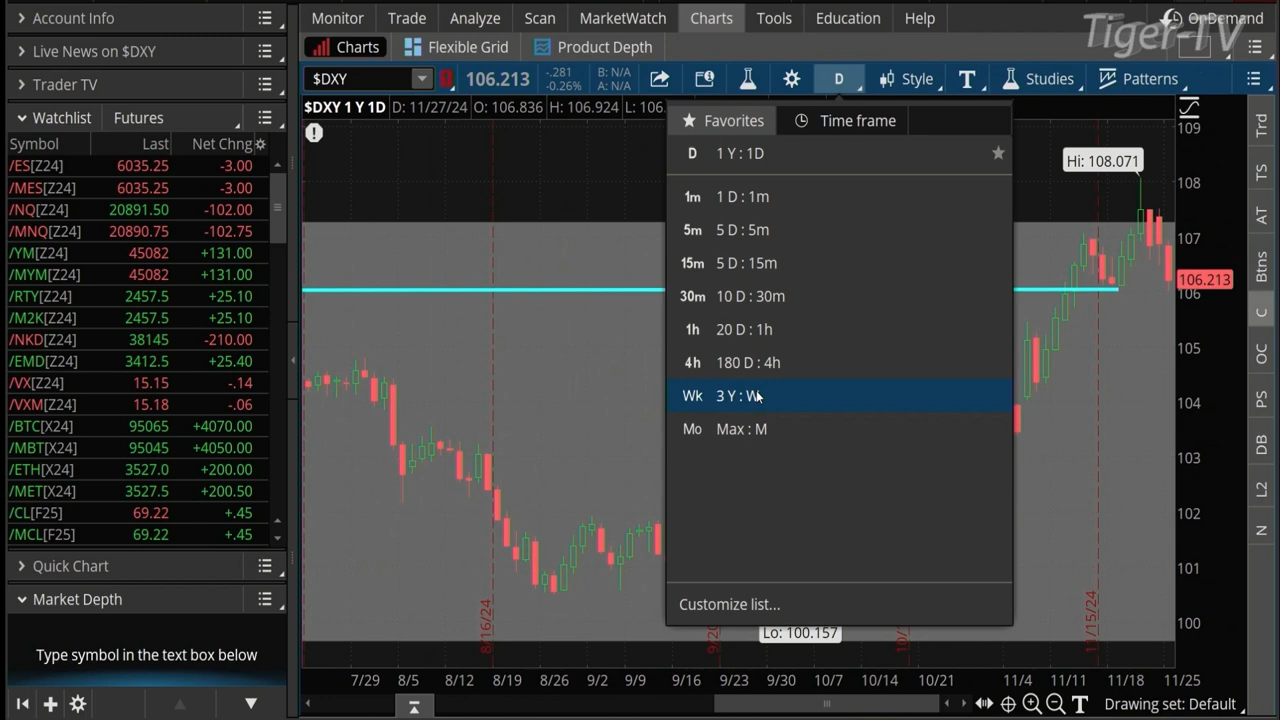 Account Info
Live News on $DXY
Trader TV
Watchlist Futures
Symbol Last Net Chng
/ES[Z24] 6035.25 -3.00
/MES[Z24] 6035.25 -3.00
/NQ[Z24] 20891.50 -102.00
/MNQ[Z24] 20890.75 -102.75
/YM[Z24] 45082 +131.00
/MYM[Z24] 45082 +131.00
/RTY[Z24] 2457.5 +25.10
/M2K[Z24] 2457.5 +25.10
/NKD[Z24] 38145 -210.00
/EMD[Z24] 3412.5 +25.40
/VX[Z24] 15.15 -.14
/VXM[Z24] 15.18 -.06
/BTC[X24] 95065 +4070.00
/MBT[X24] 95045 +4050.00
/ETH[X24] 3527.0 +200.00
/MET[X24] 3527.5 +200.50
/CL[F25] 69.22 +.45
/MCL[F25] 69.22 +.45
Quick Chart
Market Depth
Type symbol in the text box below
Monitor Trade Analyze Scan MarketWatch Charts Tools Education Help
Tiger-TV
OnDemand
Charts Flexible Grid Product Depth
$DXY 106.213 -.281 -0.26% B: N/A A: N/A D Style T Studies Patterns
$DXY 1 Y 1D D: 11/27/24 O: 106.836 H: 106.924 L: 106.
Favorites Time frame
D 1 Y : 1D
1m 1 D : 1m
5m 5 D : 5m
15m 5 D : 15m
30m 10 D : 30m
1h 20 D : 1h
4h 180 D : 4h
Wk 3 Y : W
Mo Max : M
Customize list...
Hi: 108.071
Lo: 100.157
109
108
107
106.213
106
105
104
103
102
101
100
8/16/24
9/20
10/1
11/15/24
7/29 8/5 8/12 8/19 8/26 9/2 9/9 9/16 9/23 9/30 10/7 10/14 10/21 11/4 11/11 11/18 11/25
T Drawing set: Default
Trd
TS
AT
Btns
C
OC
PS
DB
L2
N